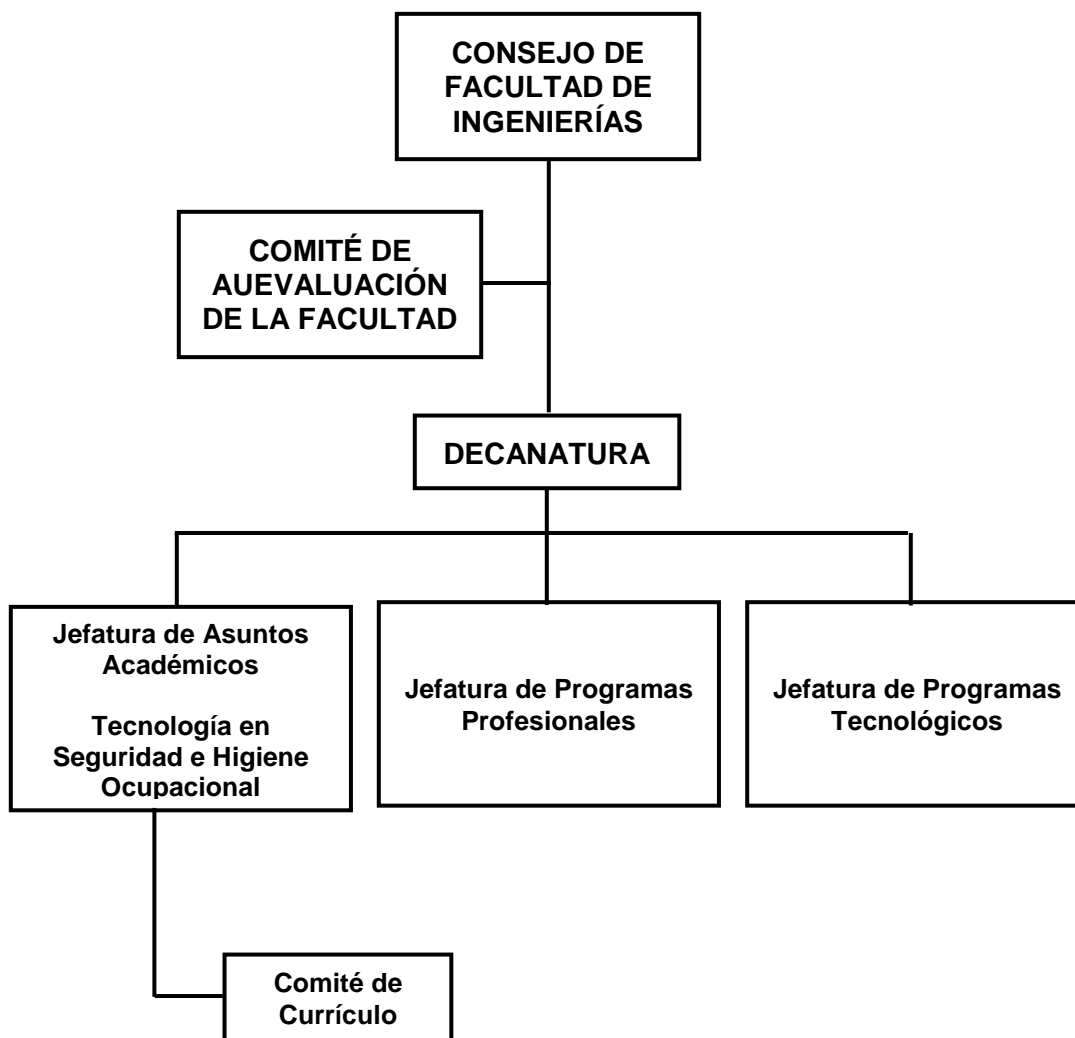 CONSEJO DE
FACULTAD DE
INGENIERÍAS
COMITÉ DE
AUEVALUACIÓN
DE LA FACULTAD
DECANATURA
Jefatura de Asuntos
Académicos
Tecnología en
Seguridad e Higiene
Ocupacional
Jefatura de Programas
Profesionales
Jefatura de Programas
Tecnológicos
Comité de
Currículo